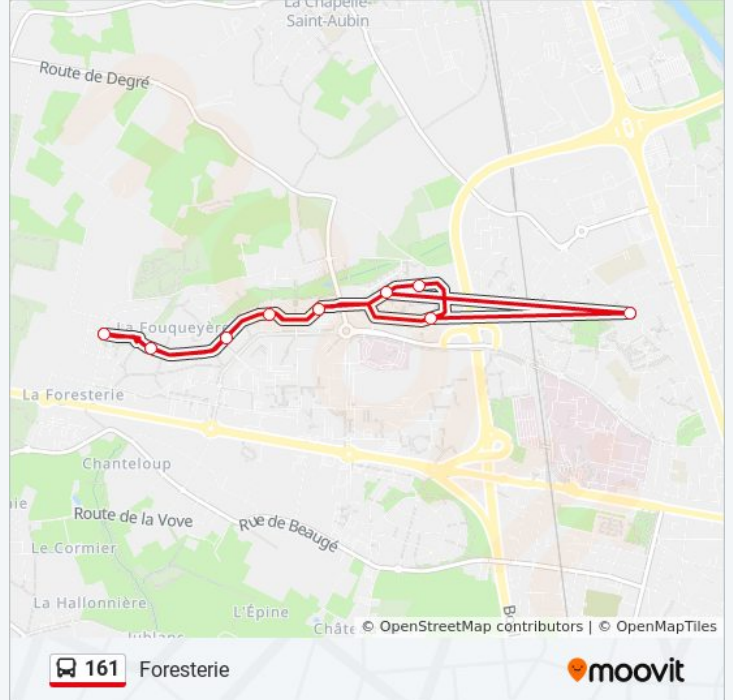 La Chapelle-
Saint-Aubin
Route de Degré
La Fouqueyère
La Foresterie
Chanteloup
Route de la Vove
Rue de Beaugé
Le Cormier
La Hallonnière
L'Épine
© OpenStreetMap contributors | © OpenMapTiles
161 Foresterie
moovit